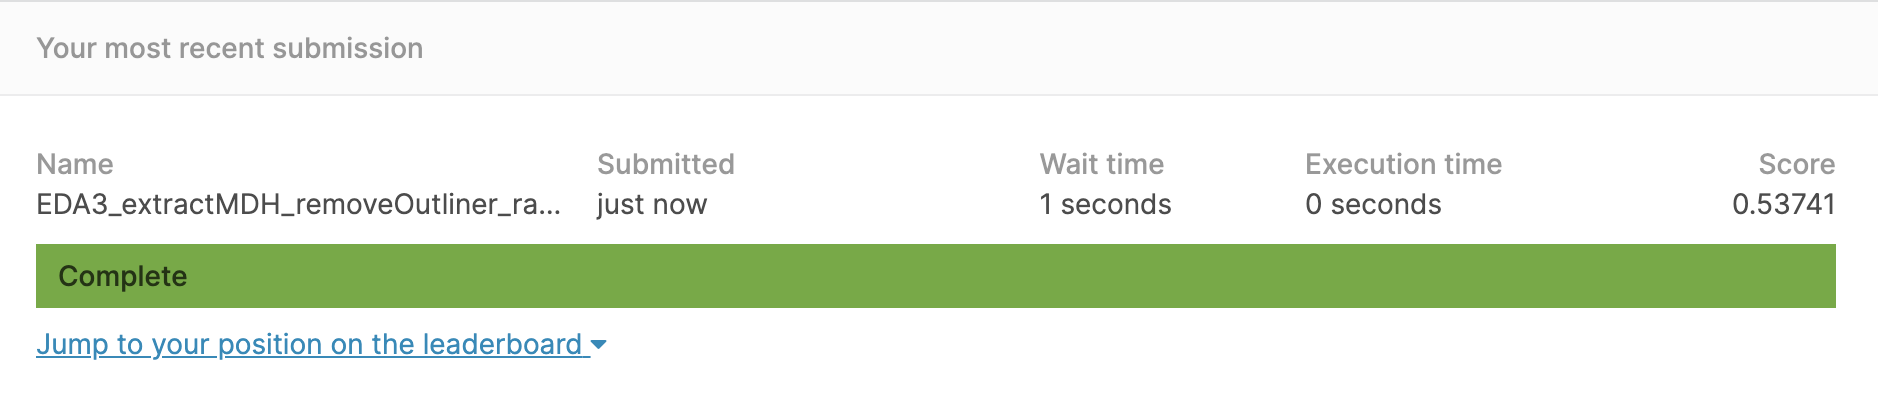 Your most recent submission
Name Submitted Wait time Execution time Score
EDA3_extractMDH_removeOutliner_ra... just now 1 seconds 0 seconds 0.53741
Complete
Jump to your position on the leaderboard